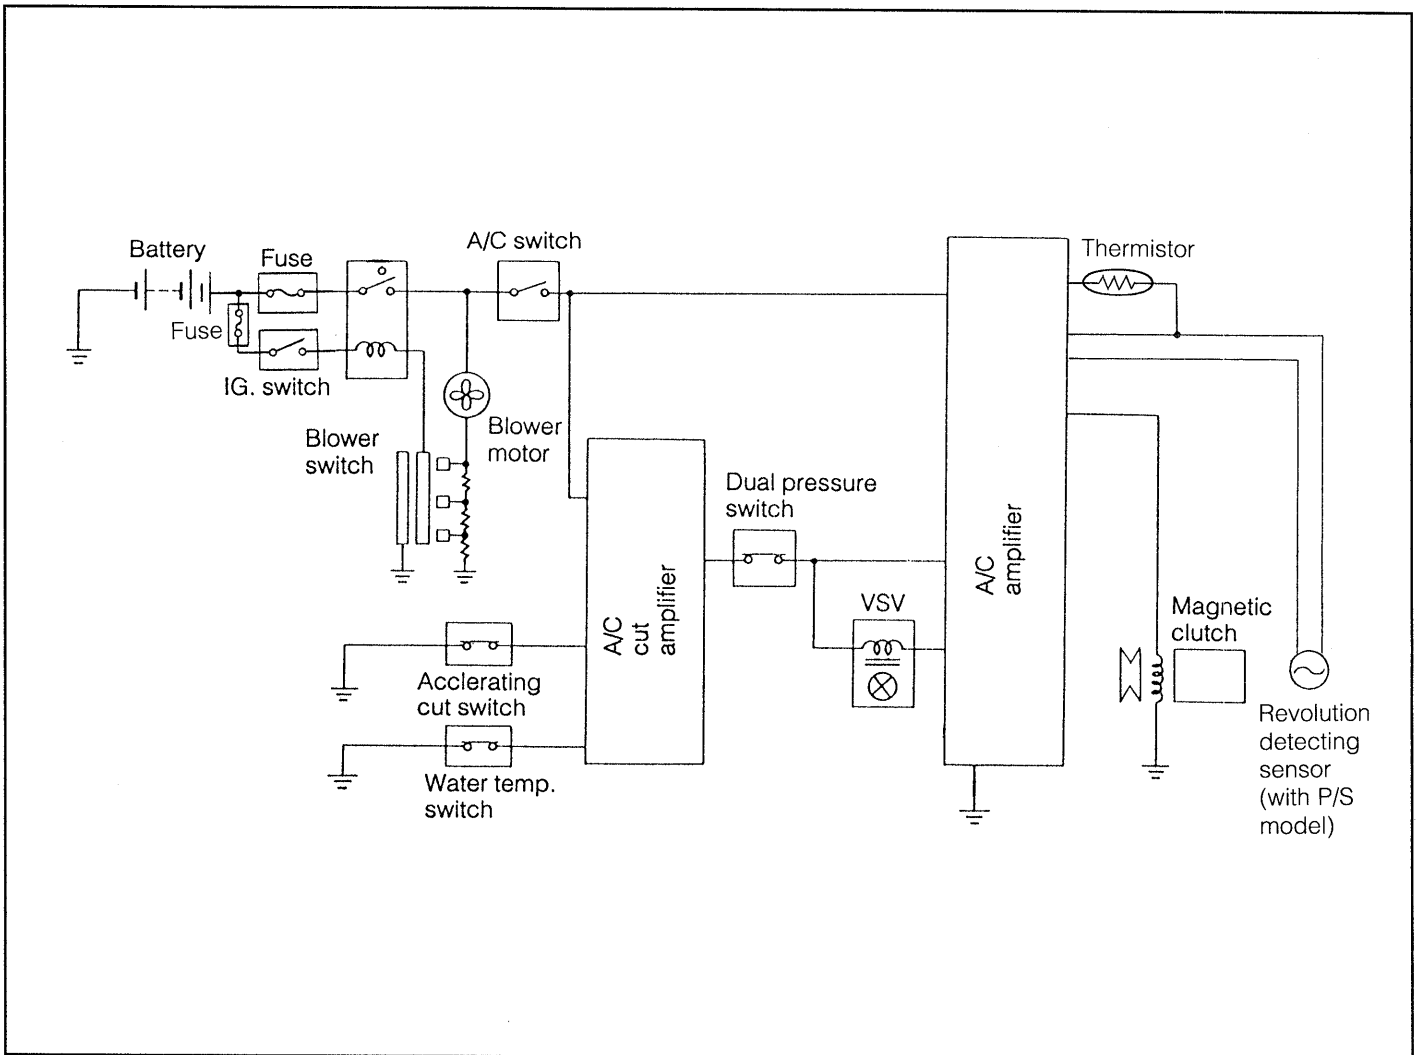 Battery
Fuse
A/C switch
Thermistor
Fuse
IG. switch
Blower
switch
Blower
motor
Dual pressure
switch
A/C
cut
amplifier
A/C
amplifier
VSV
Magnetic
clutch
Acclerating
cut switch
Water temp.
switch
Revolution
detecting
sensor
(with P/S
model)